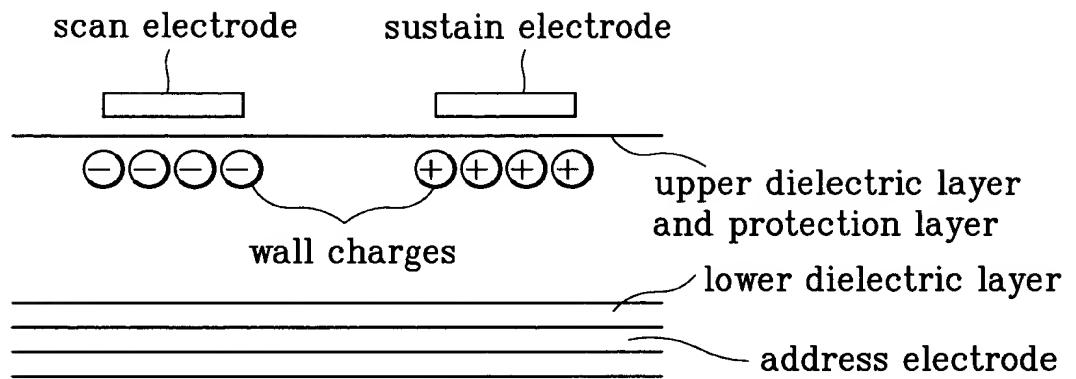 scan electrode
sustain electrode
− − − −
+ + + +
upper dielectric layer
and protection layer
wall charges
lower dielectric layer
address electrode